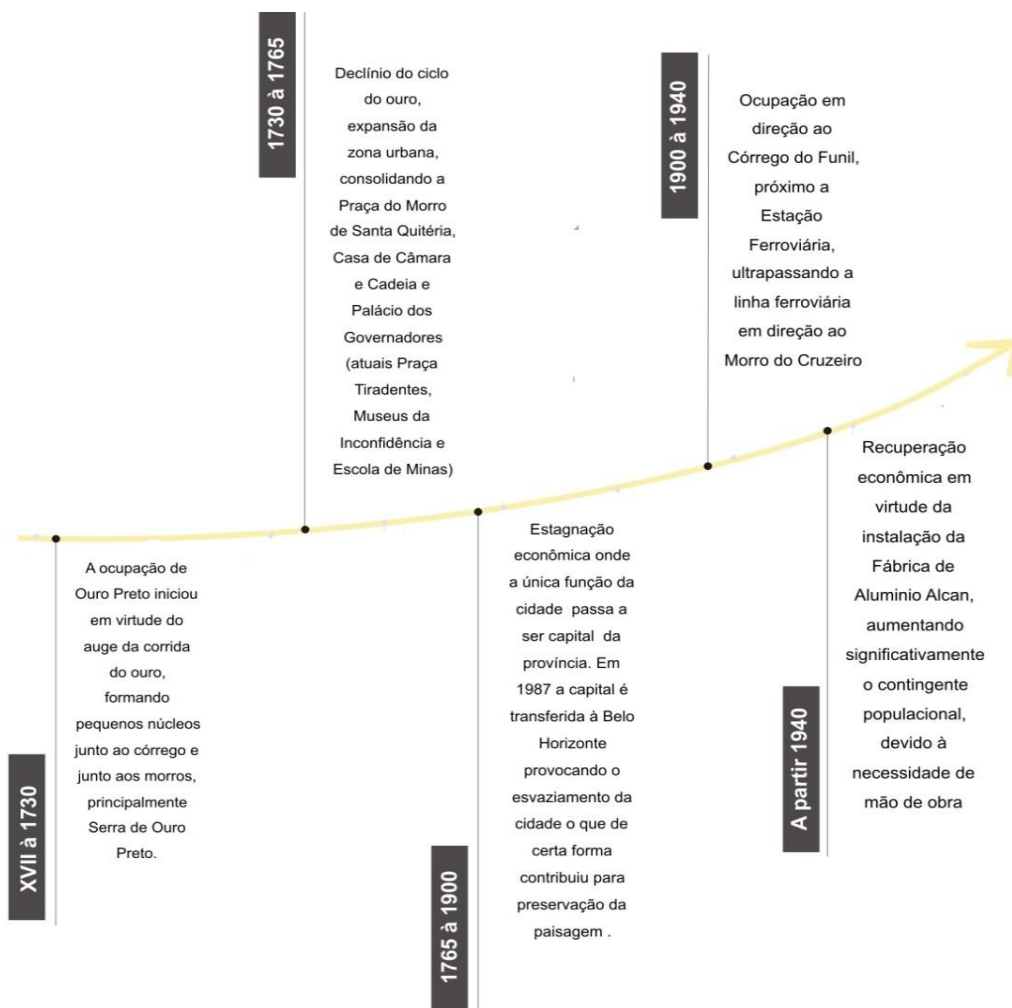 XVII à 1730
A ocupação de
Ouro Preto iniciou
em virtude do
auge da corrida
do ouro,
formando
pequenos núcleos
junto ao córrego e
junto aos morros,
principalmente
Serra de Ouro
Preto.
1730 à 1765
Declínio do ciclo
do ouro,
expansão da
zona urbana,
consolidando a
Praça do Morro
de Santa Quitéria,
Casa de Câmara
e Cadeia e
Palácio dos
Governadores
(atuais Praça
Tiradentes,
Museus da
Inconfidência e
Escola de Minas)
1765 à 1900
Estagnação
econômica onde
a única função da
cidade passa a
ser capital da
província. Em
1987 a capital é
transferida à Belo
Horizonte
provocando o
esvaziamento da
cidade o que de
certa forma
contribuiu para
preservação da
paisagem .
1900 à 1940
Ocupação em
direção ao
Córrego do Funil,
próximo a
Estação
Ferroviária,
ultrapassando a
linha ferroviária
em direção ao
Morro do Cruzeiro
A partir 1940
Recuperação
econômica em
virtude da
instalação da
Fábrica de
Aluminio Alcan,
aumentando
significativamente
o contingente
populacional,
devido à
necessidade de
mão de obra